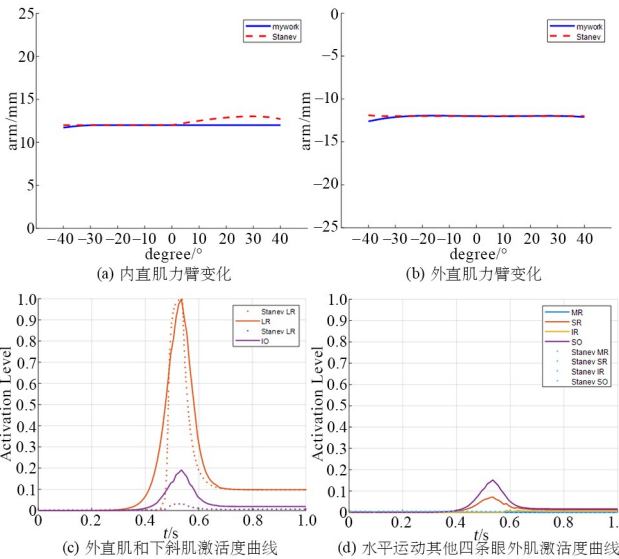 25
20
15
10
5
0
arm/mm
mywork
Stanev
−40 −30 −20 −10 0 10 20 30 40
degree/°
(a) 内直肌力臂变化
0
−5
−10
−15
−20
−25
arm/mm
mywork
Stanev
−40 −30 −20 −10 0 10 20 30 40
degree/°
(b) 外直肌力臂变化
1.0
0.9
0.8
0.7
0.6
0.5
0.4
0.3
0.2
0.1
0
Activation Level
Stanev LR
LR
Stanev LR
IO
0 0.2 0.4 0.6 0.8 1.0
t/s
(c) 外直肌和下斜肌激活度曲线
1.0
0.9
0.8
0.7
0.6
0.5
0.4
0.3
0.2
0.1
0
Activation Level
MR
SR
IR
SO
Stanev MR
Stanev SR
Stanev IR
Stanev SO
0 0.2 0.4 0.6 0.8 1.0
t/s
(d) 水平运动其他四条眼外肌激活度曲线